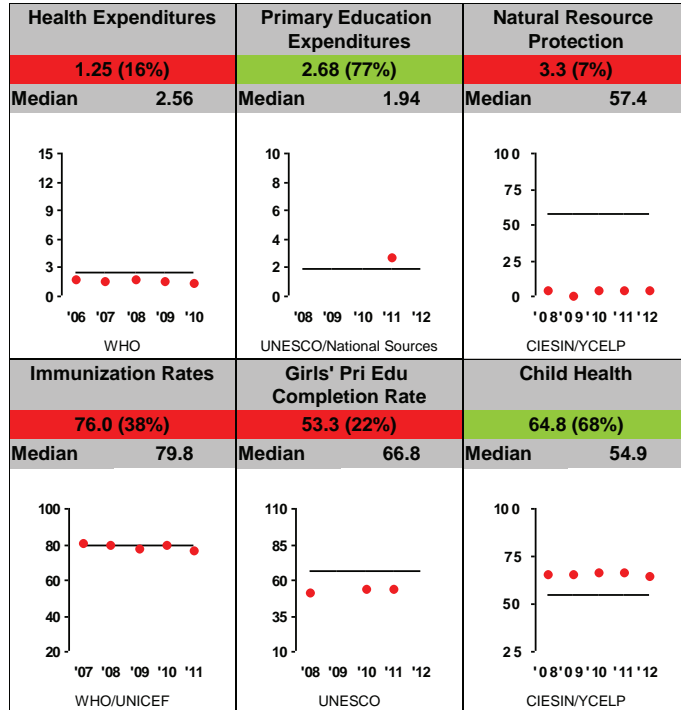 Health Expenditures
1.25 (16%)
Median 2.56
15
12
9
6
3
0
'06 '07 '08 '09 '10
WHO
Primary Education
Expenditures
2.68 (77%)
Median 1.94
10
8
6
4
2
0
'08 '09 '10 '11 '12
UNESCO/National Sources
Natural Resource
Protection
3.3 (7%)
Median 57.4
100
75
50
25
0
'08 '09 '10 '11 '12
CIESIN/YCELP
Immunization Rates
76.0 (38%)
Median 79.8
100
80
60
40
20
'07 '08 '09 '10 '11
WHO/UNICEF
Girls' Pri Edu
Completion Rate
53.3 (22%)
Median 66.8
110
85
60
35
10
'08 '09 '10 '11 '12
UNESCO
Child Health
64.8 (68%)
Median 54.9
100
75
50
25
'08 '09 '10 '11 '12
CIESIN/YCELP